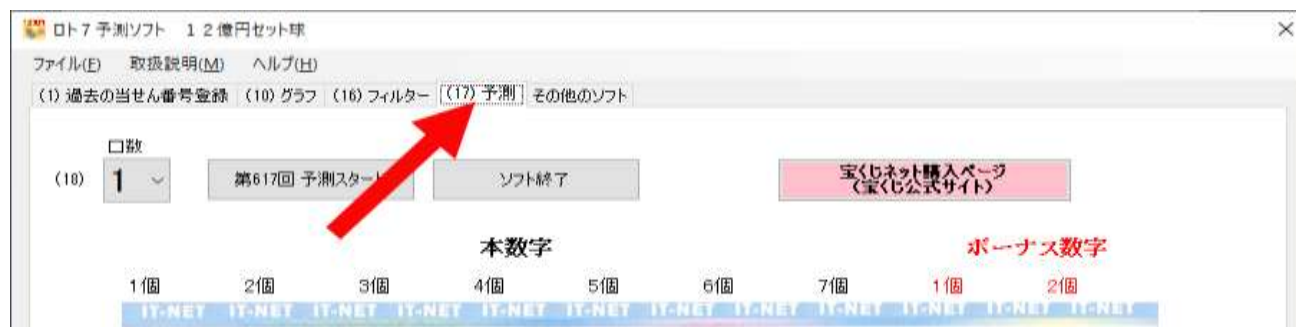 ロト７予測ソフト　１２億円セット球
ファイル(F) 取扱説明(M) ヘルプ(H)
(1) 過去の当せん番号登録 (10) グラフ (16) フィルター (17) 予測 その他のソフト
口数
(18) 1 第617回 予測スタート ソフト終了 宝くじネット購入ページ
（宝くじ公式サイト）
本数字 ボーナス数字
1個 2個 3個 4個 5個 6個 7個 1個 2個
IT-NET IT-NET IT-NET IT-NET IT-NET IT-NET IT-NET IT-NET IT-NET IT-NET IT-NET IT-NET